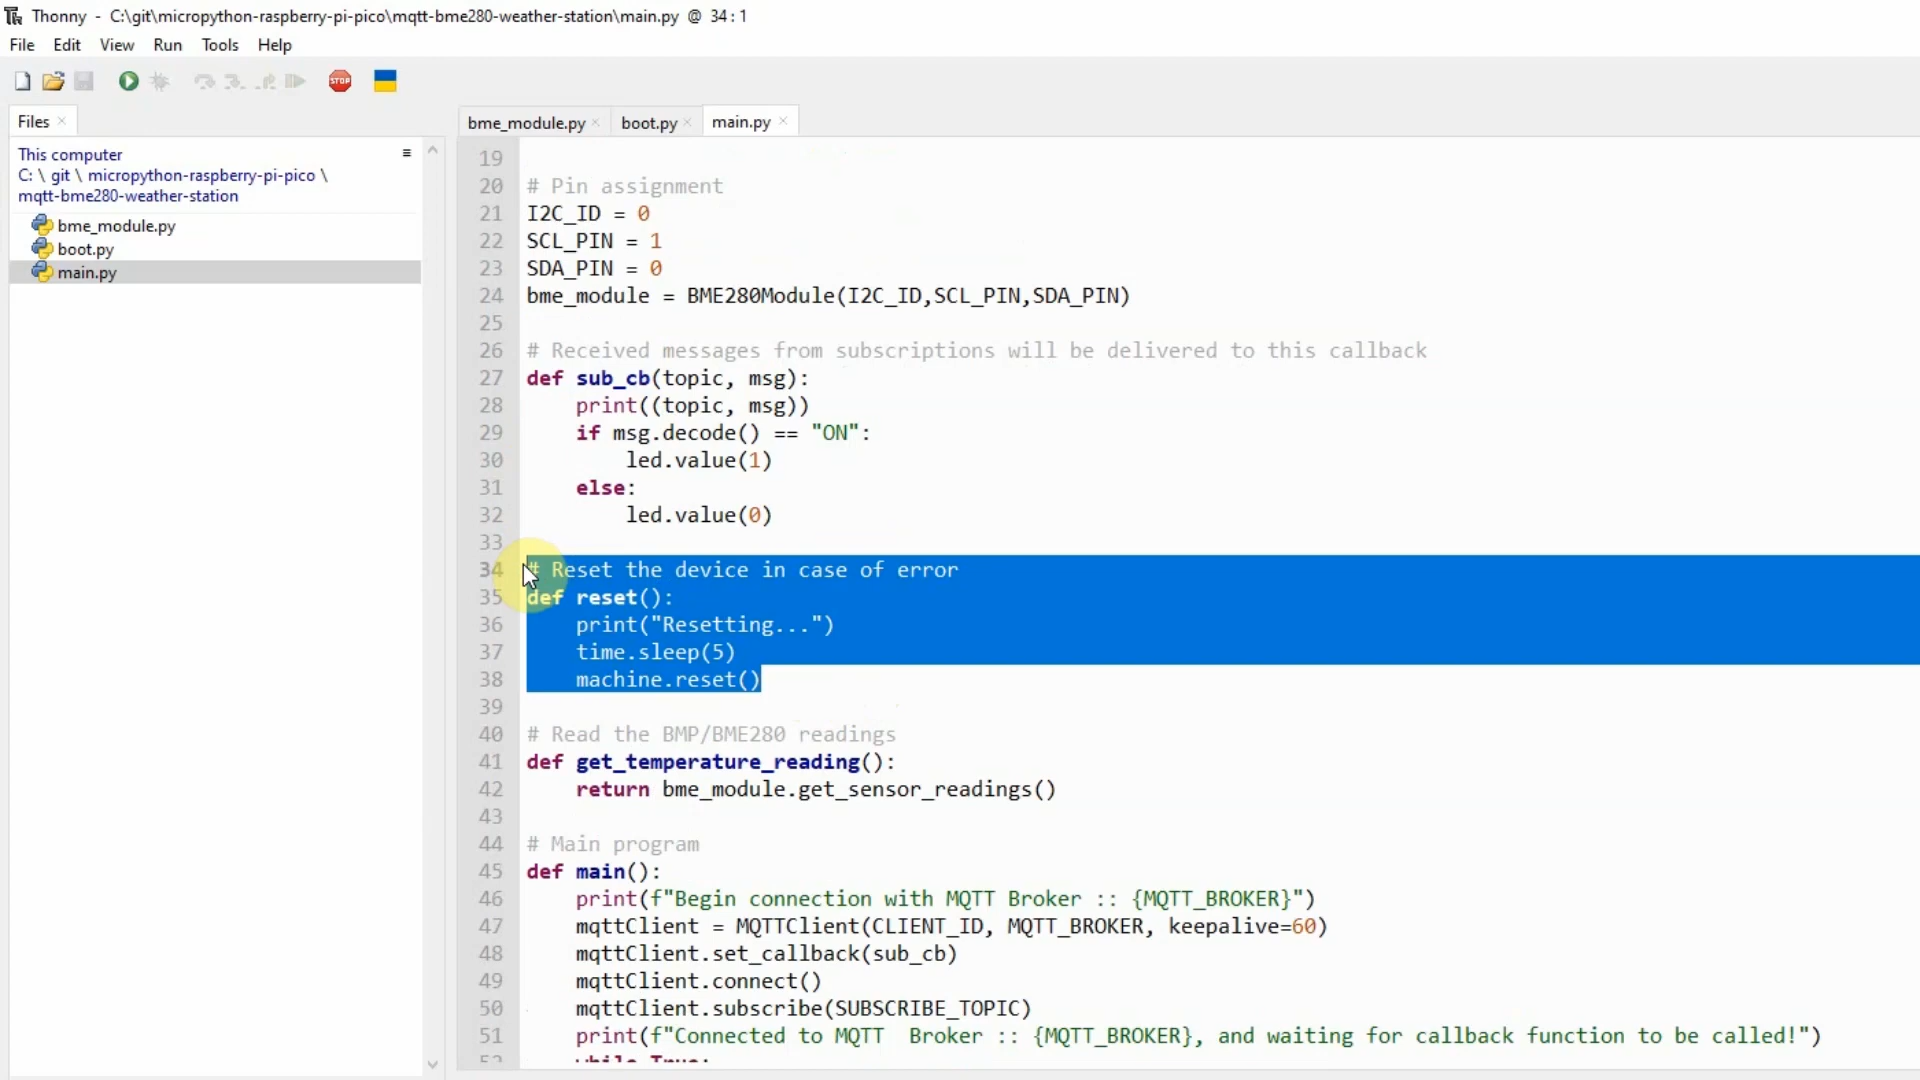 Thonny - C:\git\micropython-raspberry-pi-pico\mqtt-bme280-weather-station\main.py @ 34:1
File Edit View Run Tools Help
STOP
Files
bme_module.py boot.py main.py
This computer
C: \ git \ micropython-raspberry-pi-pico \
mqtt-bme280-weather-station
bme_module.py
boot.py
main.py
19
20 # Pin assignment
21 I2C_ID = 0
22 SCL_PIN = 1
23 SDA_PIN = 0
24 bme_module = BME280Module(I2C_ID,SCL_PIN,SDA_PIN)
25
26 # Received messages from subscriptions will be delivered to this callback
27 def sub_cb(topic, msg):
28     print((topic, msg))
29     if msg.decode() == "ON":
30         led.value(1)
31     else:
32         led.value(0)
33
34 # Reset the device in case of error
35 def reset():
36     print("Resetting...")
37     time.sleep(5)
38     machine.reset()
39
40 # Read the BMP/BME280 readings
41 def get_temperature_reading():
42     return bme_module.get_sensor_readings()
43
44 # Main program
45 def main():
46     print(f"Begin connection with MQTT Broker :: {MQTT_BROKER}")
47     mqttClient = MQTTClient(CLIENT_ID, MQTT_BROKER, keepalive=60)
48     mqttClient.set_callback(sub_cb)
49     mqttClient.connect()
50     mqttClient.subscribe(SUBSCRIBE_TOPIC)
51     print(f"Connected to MQTT  Broker :: {MQTT_BROKER}, and waiting for callback function to be called!")
52     while True: